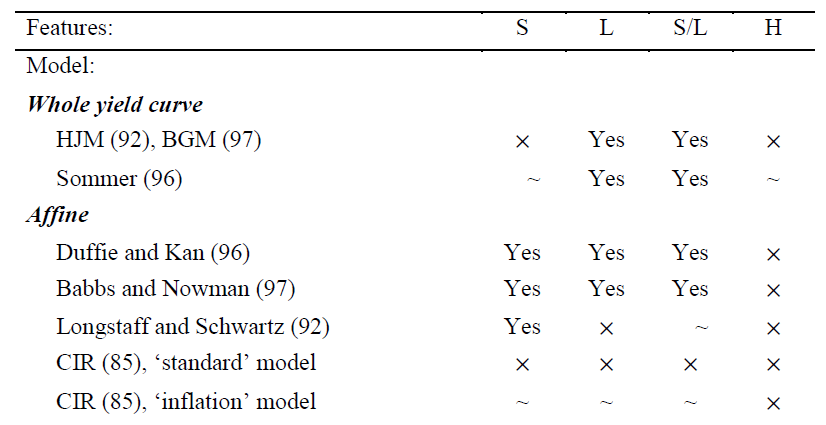 Features: S L S/L H
Model:
Whole yield curve
HJM (92), BGM (97) × Yes Yes ×
Sommer (96) ~ Yes Yes ~
Affine
Duffie and Kan (96) Yes Yes Yes ×
Babbs and Nowman (97) Yes Yes Yes ×
Longstaff and Schwartz (92) Yes × ~ ×
CIR (85), ‘standard’ model × × × ×
CIR (85), ‘inflation’ model ~ ~ ~ ×